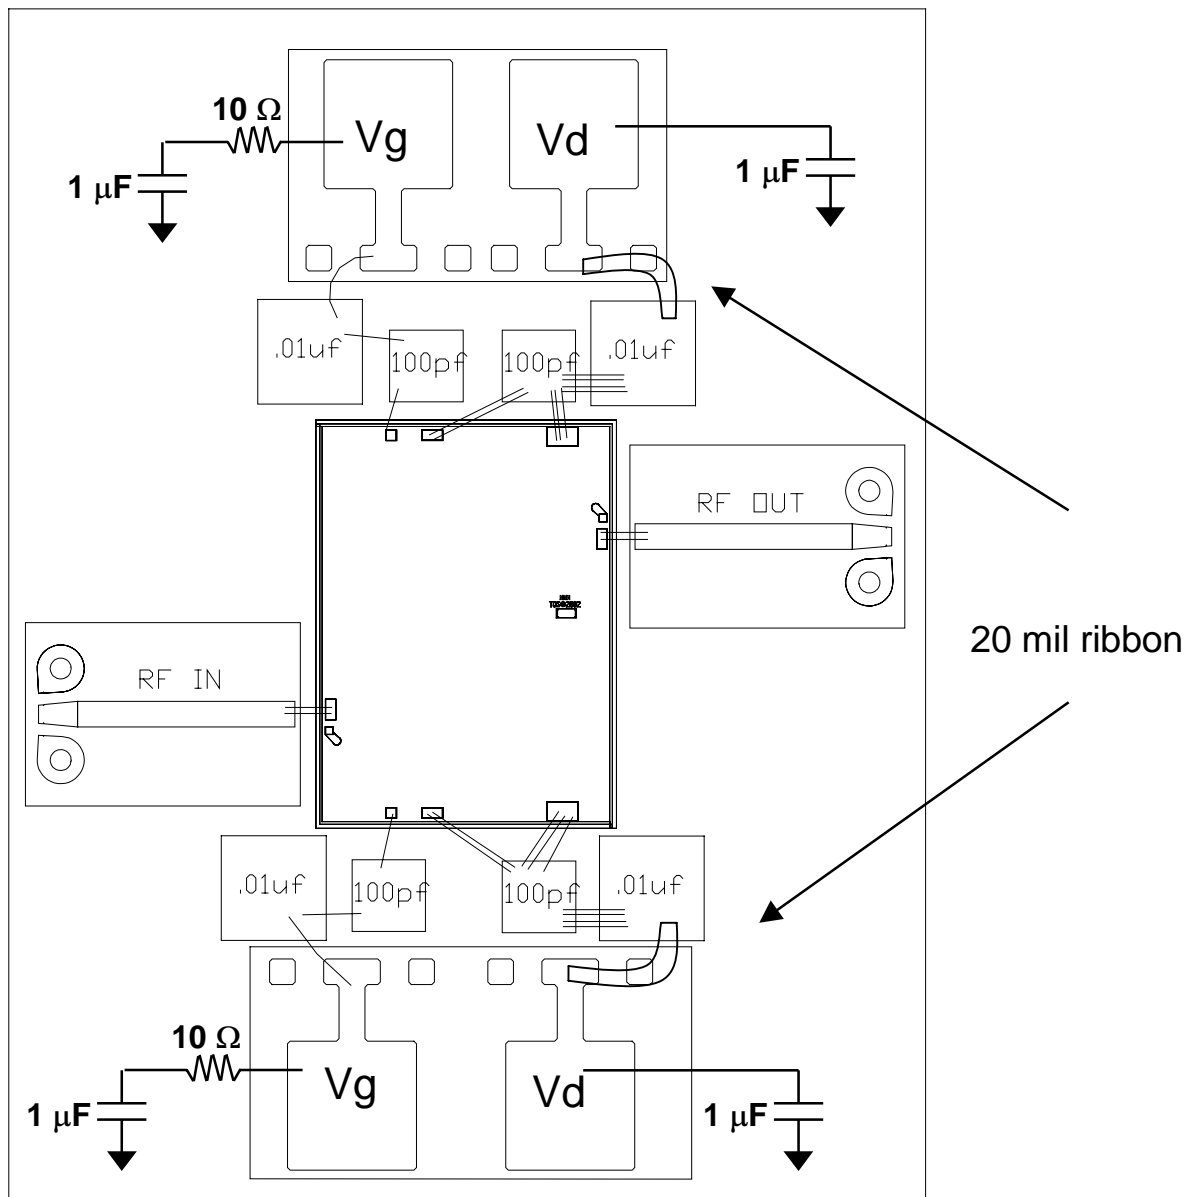 10 Ω
Vg
Vd
1 μF
1 μF
.01uf
100pf
100pf
.01uf
RF OUT
20 mil ribbon
RF IN
.01uf
100pf
100pf
.01uf
10 Ω
Vg
Vd
1 μF
1 μF